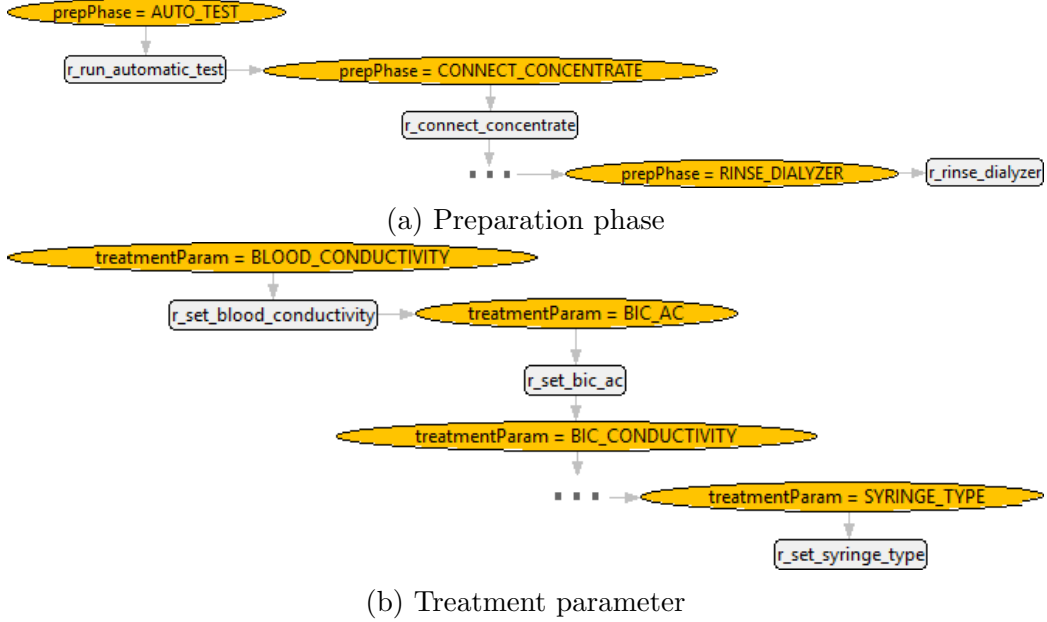 prepPhase = AUTO_TEST
r_run_automatic_test
prepPhase = CONNECT_CONCENTRATE
r_connect_concentrate
...
prepPhase = RINSE_DIALYZER
r_rinse_dialyzer
(a) Preparation phase
treatmentParam = BLOOD_CONDUCTIVITY
r_set_blood_conductivity
treatmentParam = BIC_AC
r_set_bic_ac
treatmentParam = BIC_CONDUCTIVITY
...
treatmentParam = SYRINGE_TYPE
r_set_syringe_type
(b) Treatment parameter